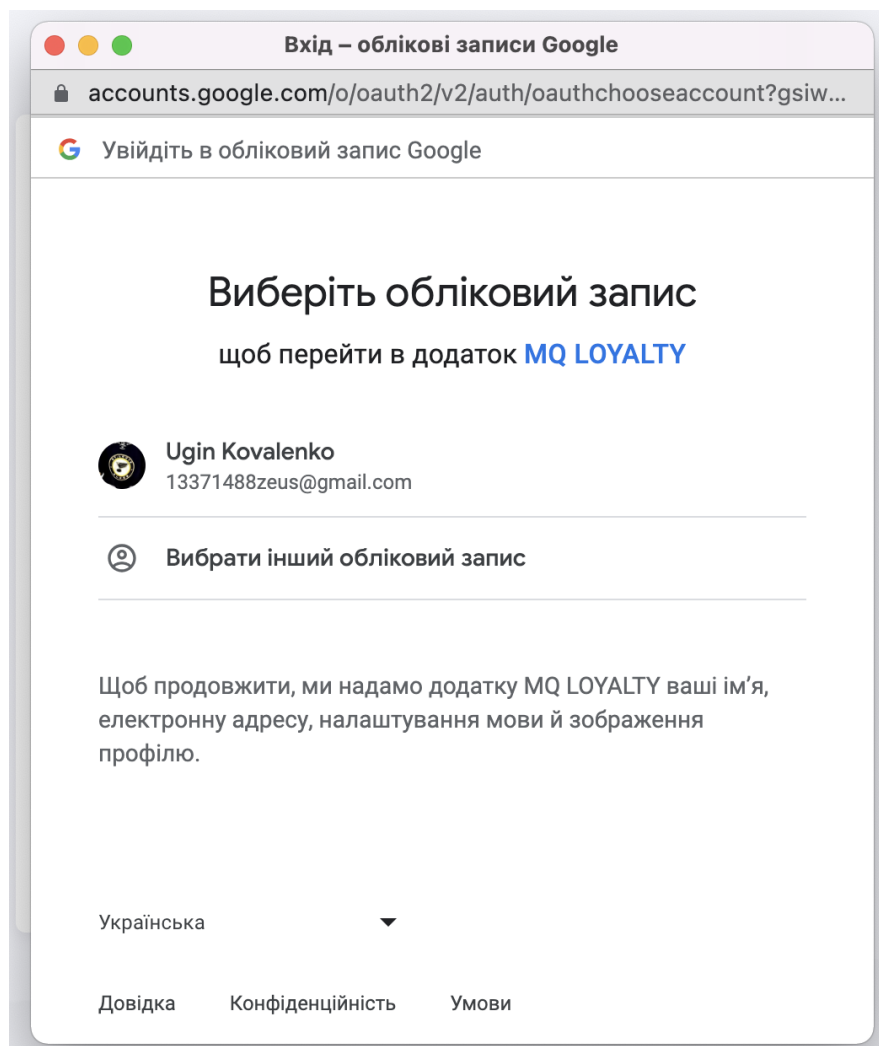 Вхід – облікові записи Google
accounts.google.com/o/oauth2/v2/auth/oauthchooseaccount?gsiw...
Увійдіть в обліковий запис Google
Виберіть обліковий запис
щоб перейти в додаток MQ LOYALTY
Ugin Kovalenko
13371488zeus@gmail.com
Вибрати інший обліковий запис
Щоб продовжити, ми надамо додатку MQ LOYALTY ваші ім’я,
електронну адресу, налаштування мови й зображення
профілю.
Українська
Довідка Конфіденційність Умови